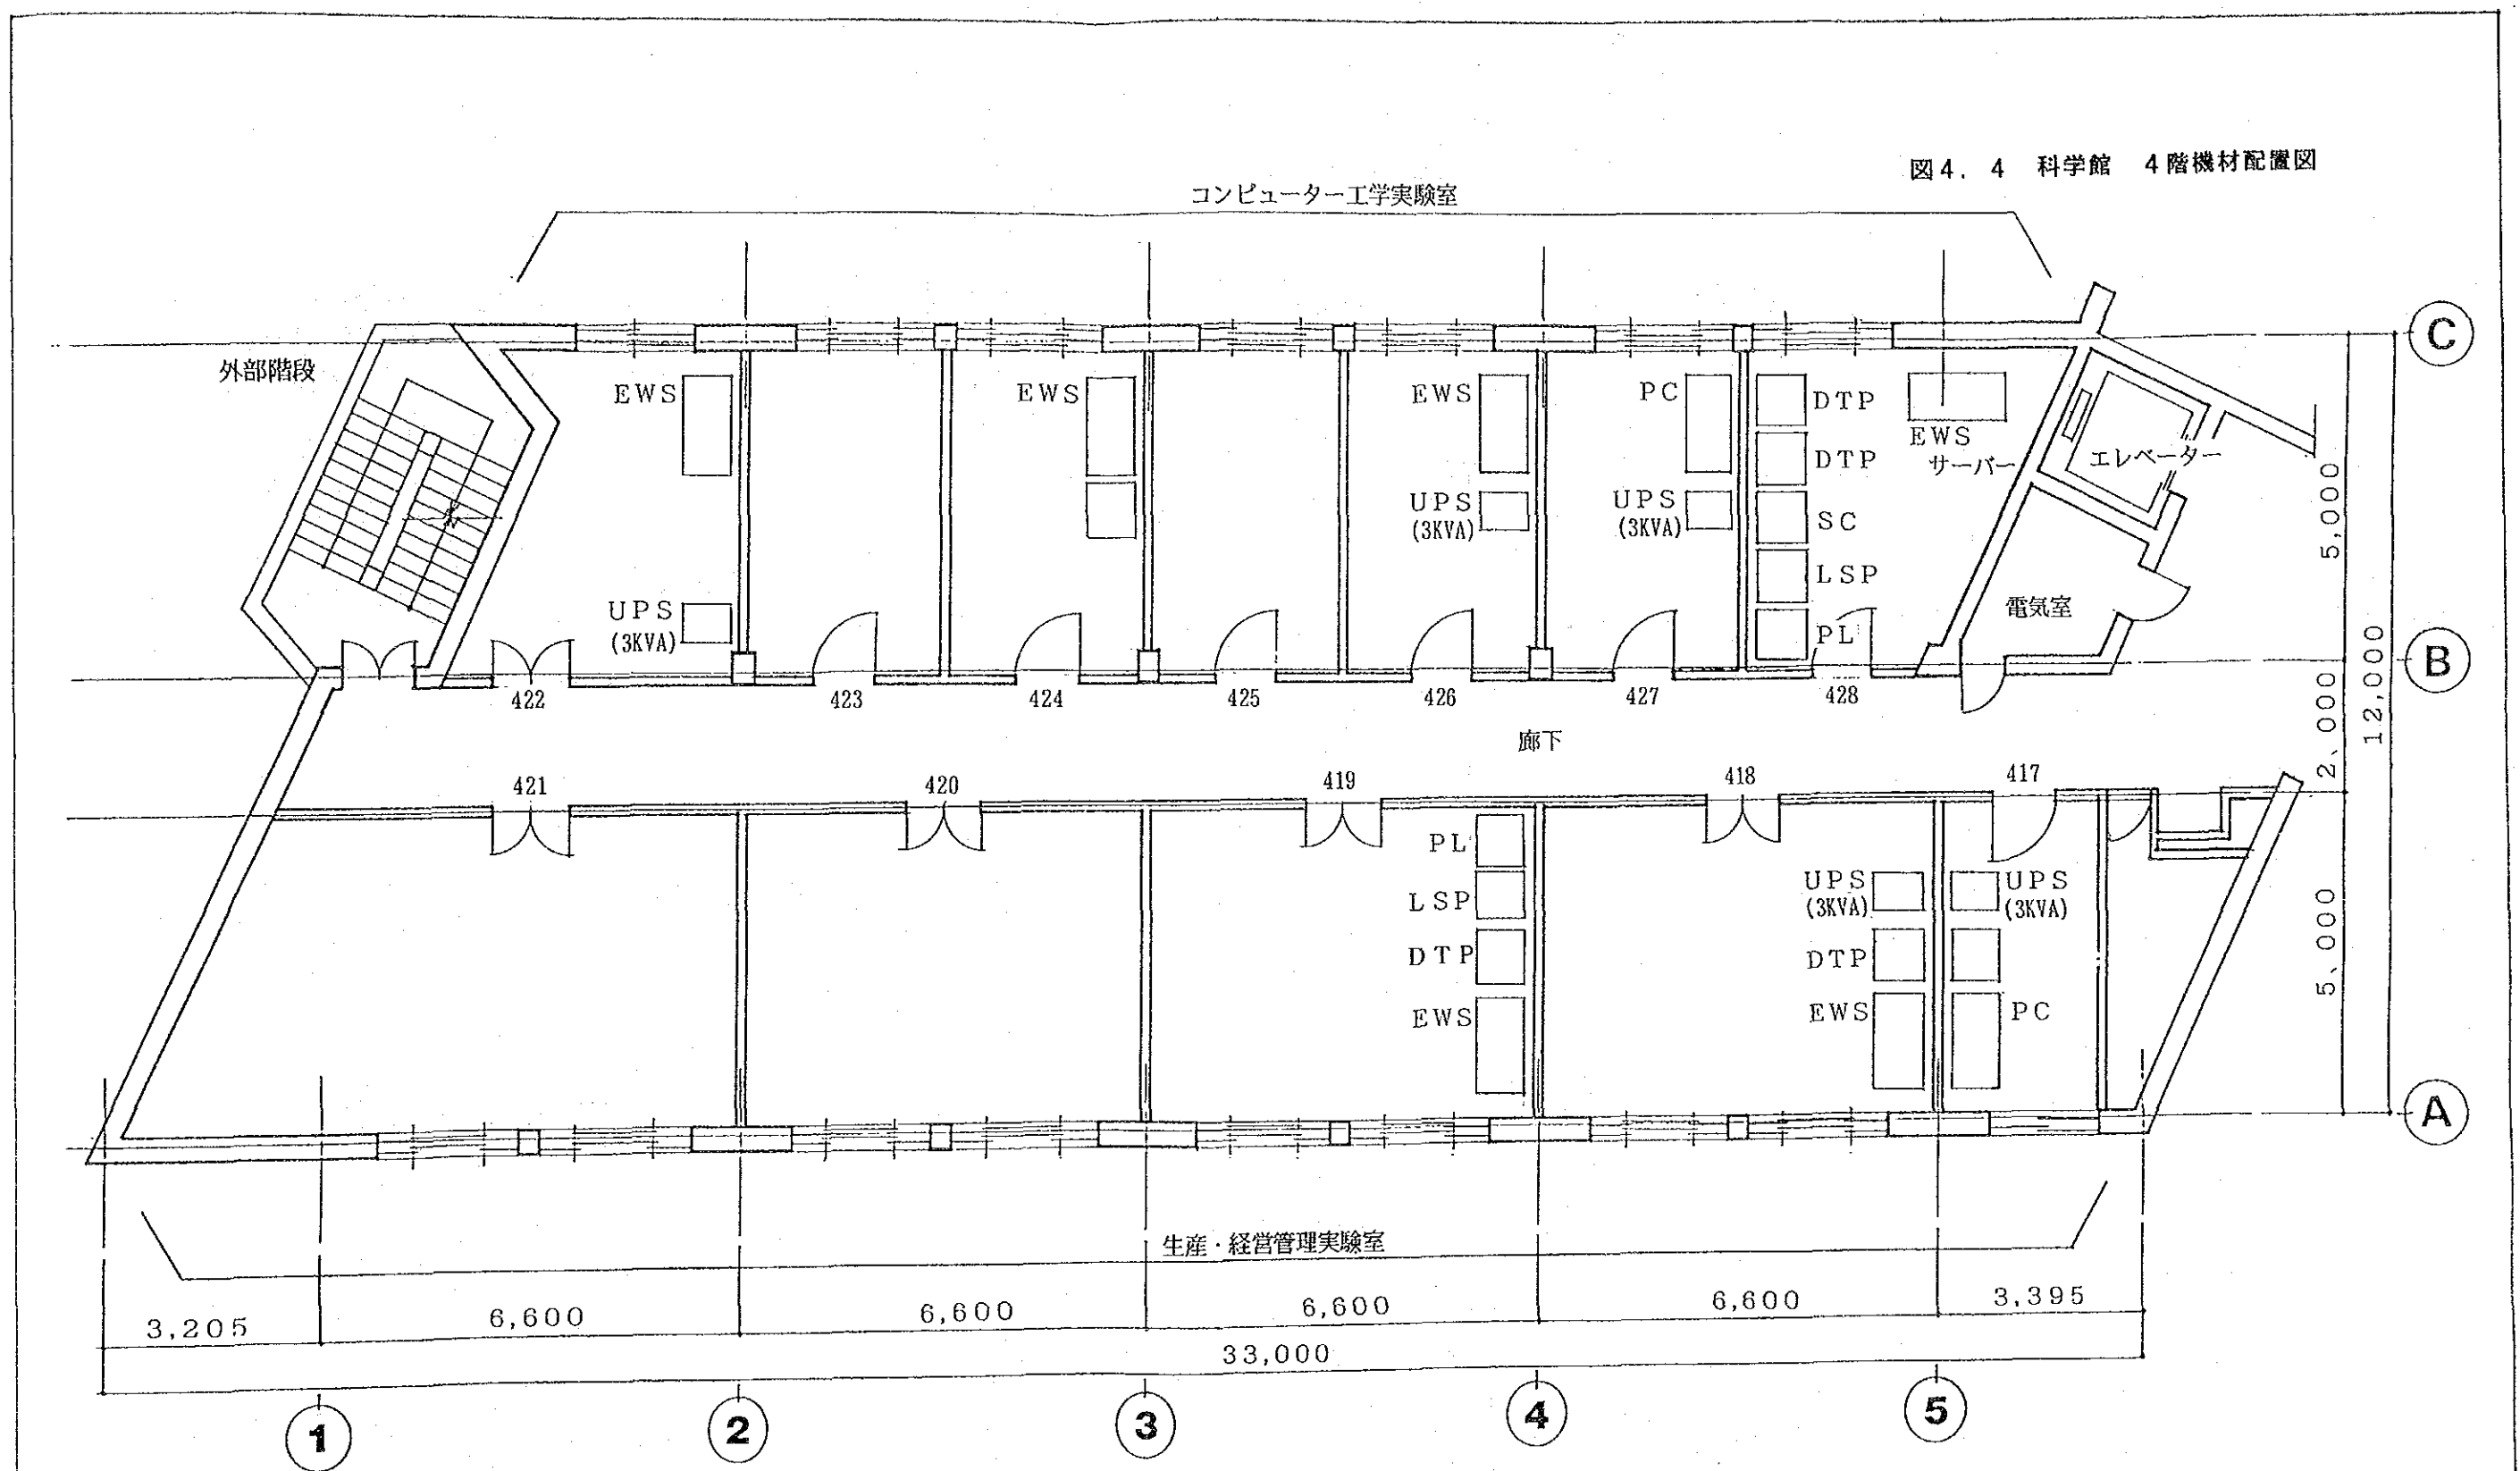 図4．4 科学館 4階機材配置図
コンピューター工学実験室
外部階段
EWS
UPS
(3KVA)
EWS
EWS
UPS
(3KVA)
PC
UPS
(3KVA)
DTP
DTP
SC
LSP
PL
EWS
サーバー
エレベーター
電気室
C
5,000
B
2,000
12,000
5,000
A
422
423
424
425
426
427
428
廊下
421
420
419
418
417
PL
LSP
DTP
EWS
UPS
(3KVA)
DTP
EWS
UPS
(3KVA)
PC
生産・経営管理実験室
3,205
6,600
6,600
6,600
6,600
3,395
33,000
1
2
3
4
5